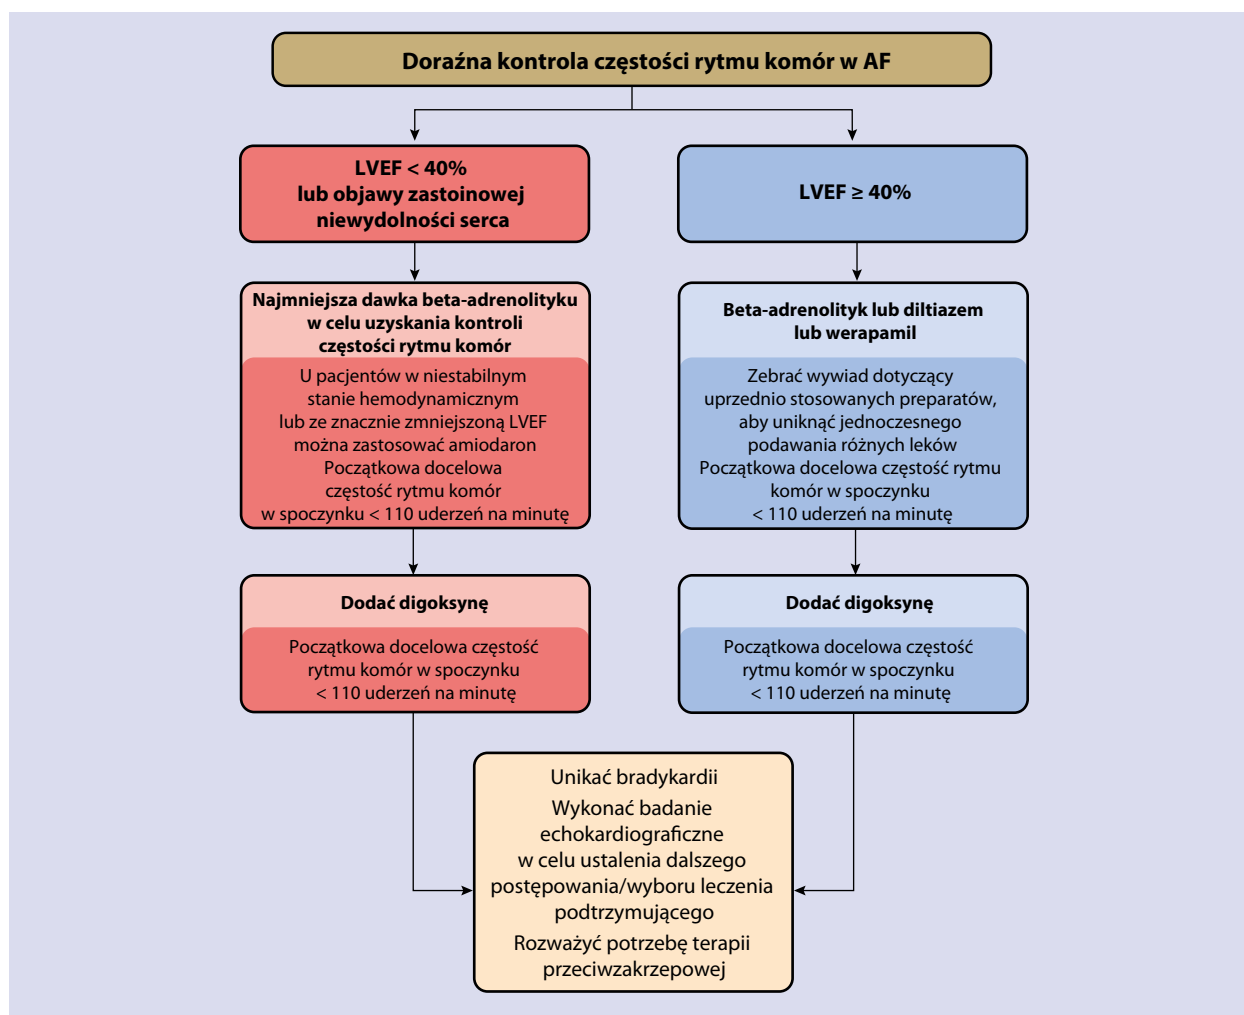 Doraźna kontrola częstości rytmu komór w AF
LVEF < 40%
lub objawy zastoinowej
niewydolności serca
LVEF ≥ 40%
Najmniejsza dawka beta-adrenolityku
w celu uzyskania kontroli
częstości rytmu komór
U pacjentów w niestabilnym
stanie hemodynamicznym
lub ze znacznie zmniejszoną LVEF
można zastosować amiodaron
Początkowa docelowa
częstość rytmu komór
w spoczynku < 110 uderzeń na minutę
Beta-adrenolityk lub diltiazem
lub werapamil
Zebrać wywiad dotyczący
uprzednio stosowanych preparatów,
aby uniknąć jednoczesnego
podawania różnych leków
Początkowa docelowa częstość rytmu
komór w spoczynku
< 110 uderzeń na minutę
Dodać digoksynę
Początkowa docelowa częstość
rytmu komór w spoczynku
< 110 uderzeń na minutę
Dodać digoksynę
Początkowa docelowa częstość
rytmu komór w spoczynku
< 110 uderzeń na minutę
Unikać bradykardii
Wykonać badanie
echokardiograficzne
w celu ustalenia dalszego
postępowania/wyboru leczenia
podtrzymującego
Rozważyć potrzebę terapii
przeciwzakrzepowej